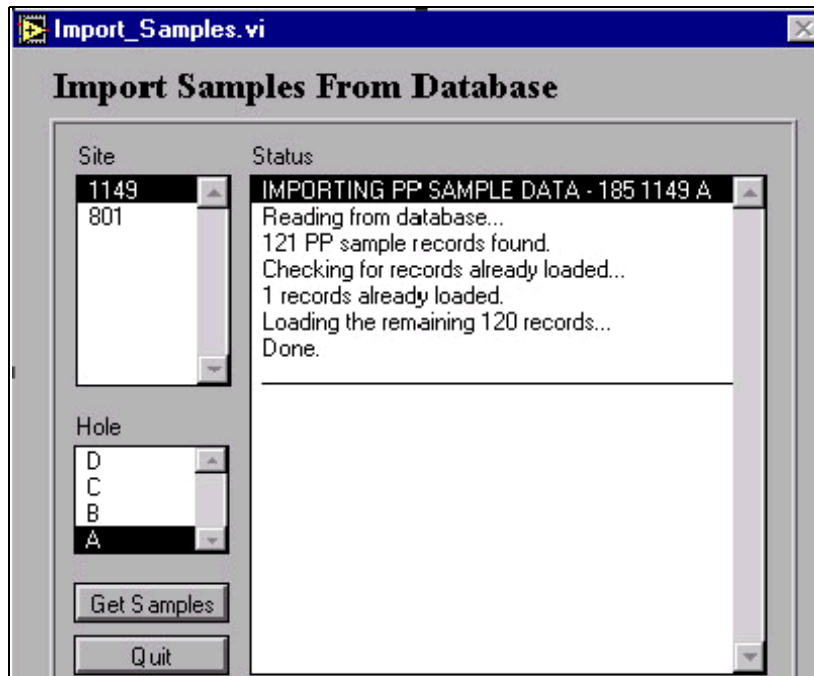 Import_Samples.vi
Import Samples From Database
Site
1149
801
Status
IMPORTING PP SAMPLE DATA - 185 1149 A
Reading from database...
121 PP sample records found.
Checking for records already loaded...
1 records already loaded.
Loading the remaining 120 records...
Done.
Hole
D
C
B
A
Get Samples
Quit